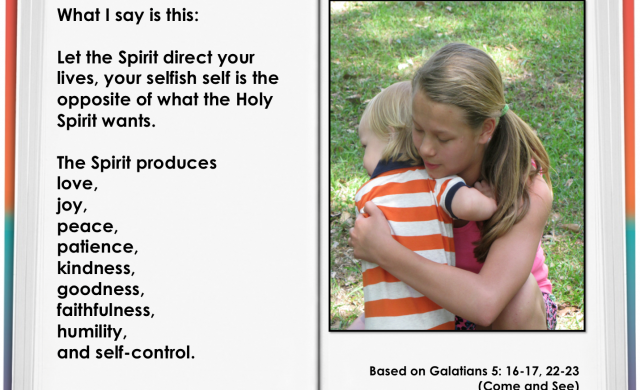 What I say is this:
Let the Spirit direct your
lives, your selfish self is the
opposite of what the Holy
Spirit wants.
The Spirit produces
love,
joy,
peace,
patience,
kindness,
goodness,
faithfulness,
humility,
and self-control.
Based on Galatians 5: 16-17, 22-23
(Come and See)